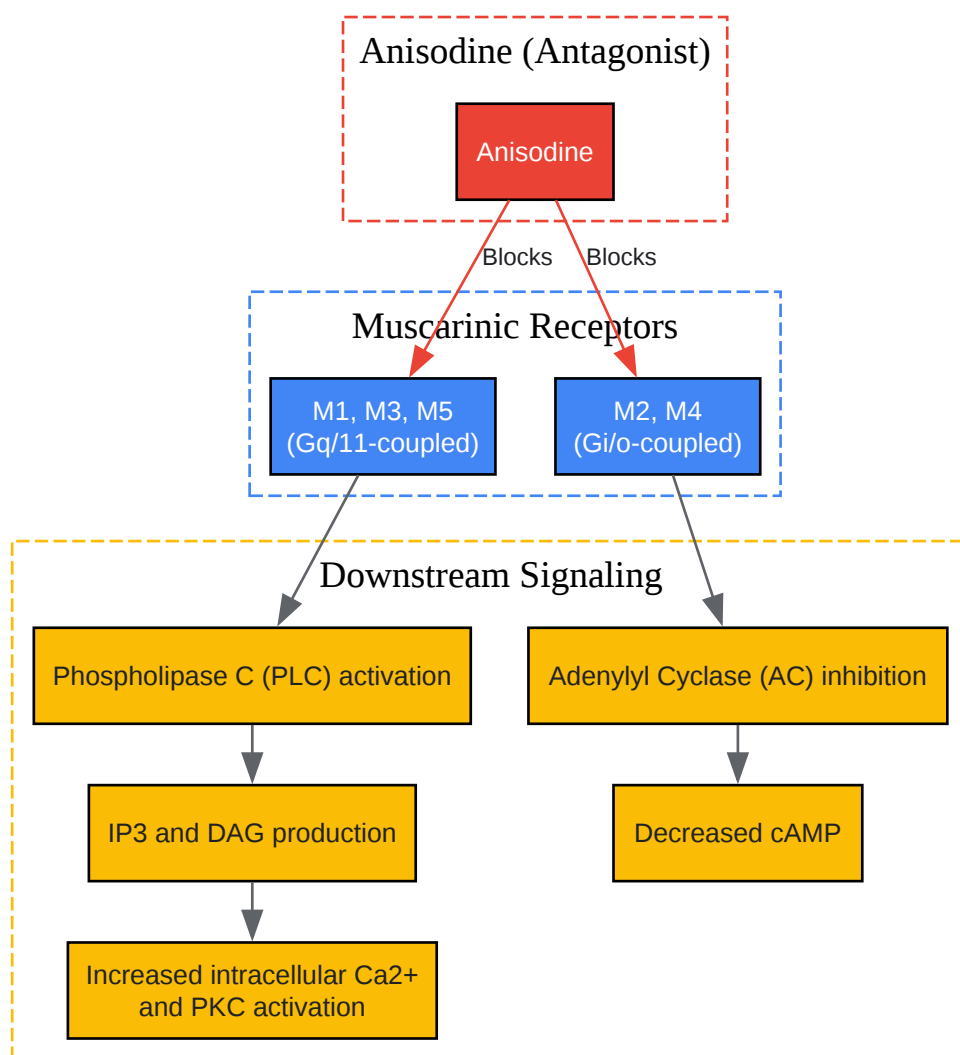 Anisodine (Antagonist)
Anisodine
Blocks
Blocks
Muscarinic Receptors
M1, M3, M5
(Gq/11-coupled)
M2, M4
(Gi/o-coupled)
Downstream Signaling
Phospholipase C (PLC) activation
Adenylyl Cyclase (AC) inhibition
IP3 and DAG production
Decreased cAMP
Increased intracellular Ca2+
and PKC activation